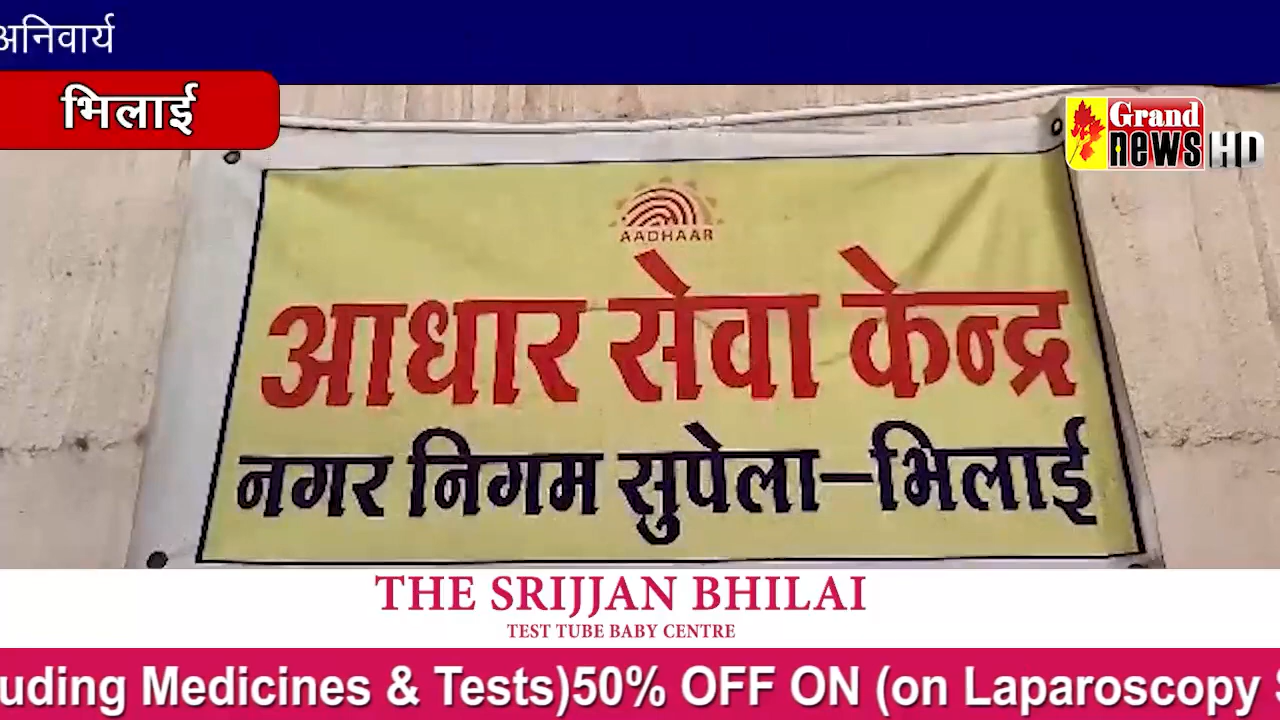 अनिवार्य
भिलाई
Grand
news HD
AADHAAR
आधार सेवा केन्द्र
नगर निगम सुपेला-भिलाई
THE SRIJJAN BHILAI
TEST TUBE BABY CENTRE
uding Medicines & Tests)50% OFF ON (on Laparoscopy